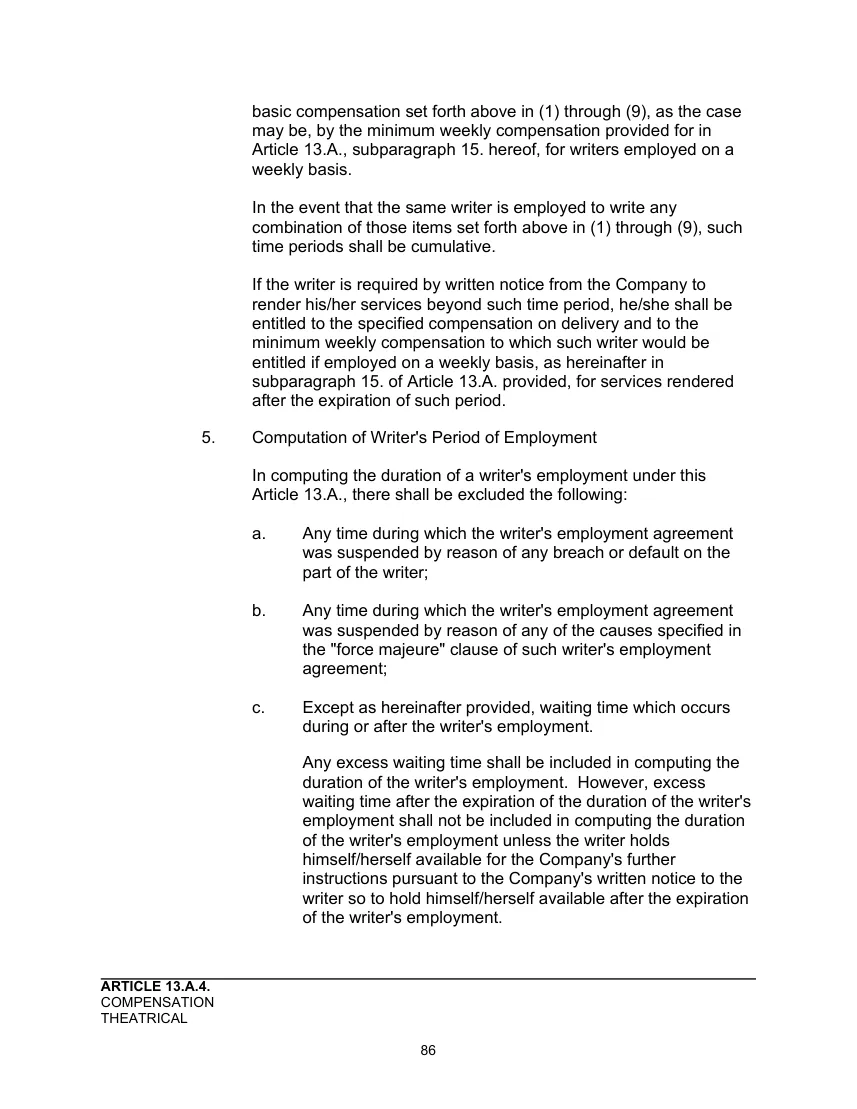 basic compensation set forth above in (1) through (9), as the case
may be, by the minimum weekly compensation provided for in
Article 13.A., subparagraph 15. hereof, for writers employed on a
weekly basis.
In the event that the same writer is employed to write any
combination of those items set forth above in (1) through (9), such
time periods shall be cumulative.
If the writer is required by written notice from the Company to
render his/her services beyond such time period, he/she shall be
entitled to the specified compensation on delivery and to the
minimum weekly compensation to which such writer would be
entitled if employed on a weekly basis, as hereinafter in
subparagraph 15. of Article 13.A. provided, for services rendered
after the expiration of such period.
5. Computation of Writer's Period of Employment
In computing the duration of a writer's employment under this
Article 13.A., there shall be excluded the following:
a. Any time during which the writer's employment agreement
was suspended by reason of any breach or default on the
part of the writer;
b. Any time during which the writer's employment agreement
was suspended by reason of any of the causes specified in
the "force majeure" clause of such writer's employment
agreement;
c. Except as hereinafter provided, waiting time which occurs
during or after the writer's employment.
Any excess waiting time shall be included in computing the
duration of the writer's employment.  However, excess
waiting time after the expiration of the duration of the writer's
employment shall not be included in computing the duration
of the writer's employment unless the writer holds
himself/herself available for the Company's further
instructions pursuant to the Company's written notice to the
writer so to hold himself/herself available after the expiration
of the writer's employment.
ARTICLE 13.A.4.
COMPENSATION
THEATRICAL
86